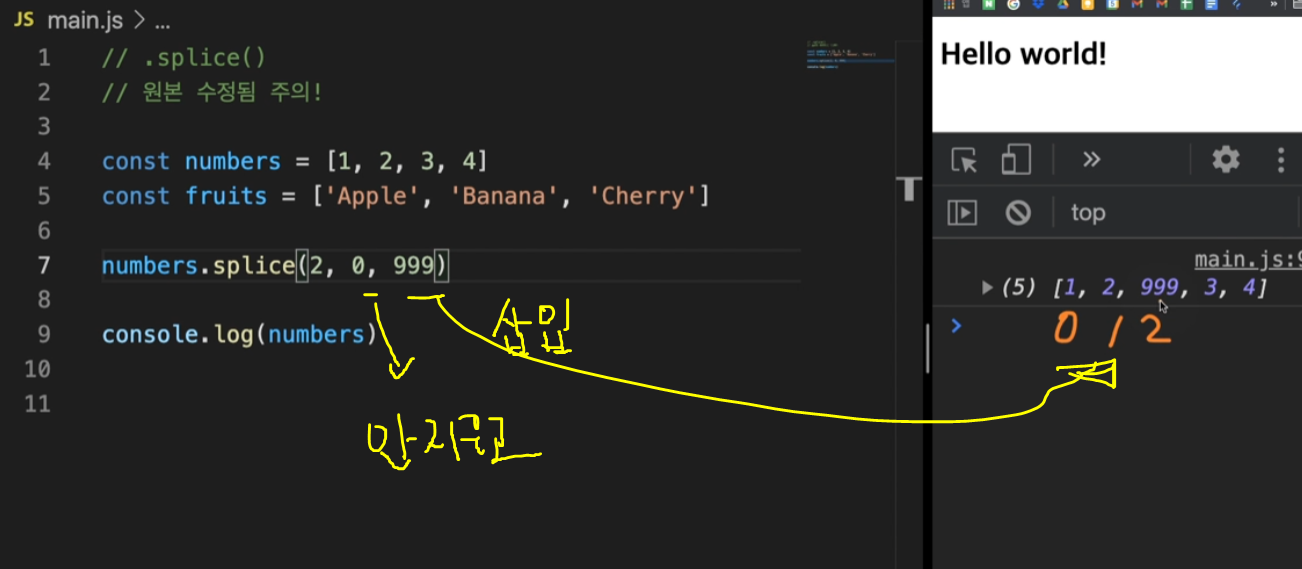 JS main.js > ...
1 // .splice()
2 // 원본 수정됨 주의!
3
4 const numbers = [1, 2, 3, 4]
5 const fruits = ['Apple', 'Banana', 'Cherry']
6
7 numbers.splice(2, 0, 999)
8
9 console.log(numbers)
10
11
삽입
안지운
Hello world!
top
main.js:9
(5) [1, 2, 999, 3, 4]
0 1 2